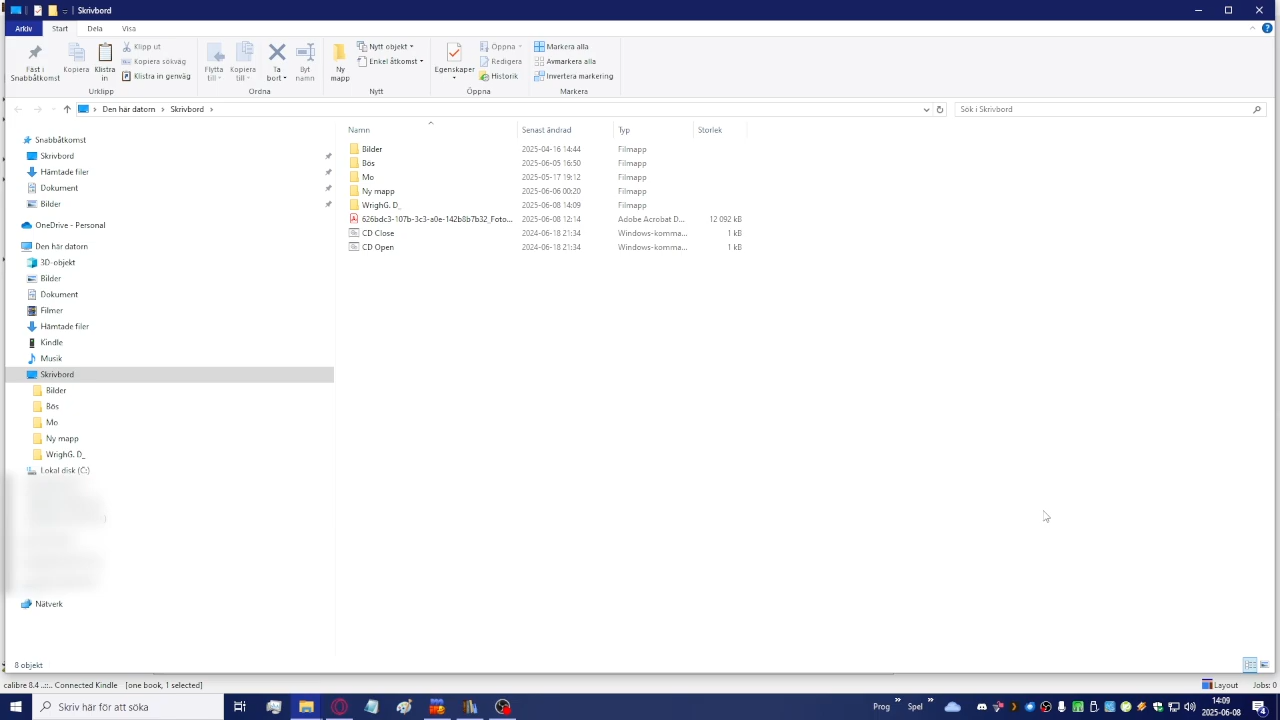 Skrivbord
Arkiv Start Dela Visa
Fäst i Snabbåtkomst
Kopiera
Klistra in
Klipp ut
Kopiera sökväg
Klistra in genväg
Urklipp
Flytta till
Kopiera till
Ta bort
Byt namn
Ordna
Ny mapp
Nytt objekt
Enkel åtkomst
Nytt
Egenskaper
Öppna
Redigera
Historik
Öppna
Markera alla
Avmarkera alla
Invertera markering
Markera
Den här datorn Skrivbord
Sök i Skrivbord
Snabbåtkomst
Skrivbord
Hämtade filer
Dokument
Bilder
OneDrive - Personal
Den här datorn
3D-objekt
Bilder
Dokument
Filmer
Hämtade filer
Kindle
Musik
Skrivbord
Bilder
Bös
Mo
Ny mapp
WrighG. D_
Lokal disk (C:)
Nätverk
Namn Senast ändrad Typ Storlek
Bilder 2025-04-16 14:44 Filmapp
Bös 2025-06-05 16:50 Filmapp
Mo 2025-05-17 19:12 Filmapp
Ny mapp 2025-06-06 00:20 Filmapp
WrighG. D_ 2025-06-08 14:09 Filmapp
626bdc3-107b-3c3-a0e-142b8b7b32_Foto... 2025-06-08 12:14 Adobe Acrobat D... 12 092 kB
CD Close 2024-06-18 21:34 Windows-komma... 1 kB
CD Open 2024-06-18 21:34 Windows-komma... 1 kB
8 objekt
calibre 8.4 ..::.. Connected Kindle [one book, 1 selected] Layout Jobs: 0
Skriv här för att söka
Prog » Spel »
14:09
2025-06-08
4